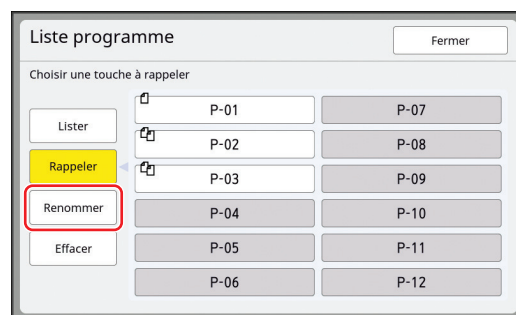 Liste programme
Fermer
Choisir une touche à rappeler
Lister
Rappeler
Renommer
Effacer
P-01
P-02
P-03
P-04
P-05
P-06
P-07
P-08
P-09
P-10
P-11
P-12